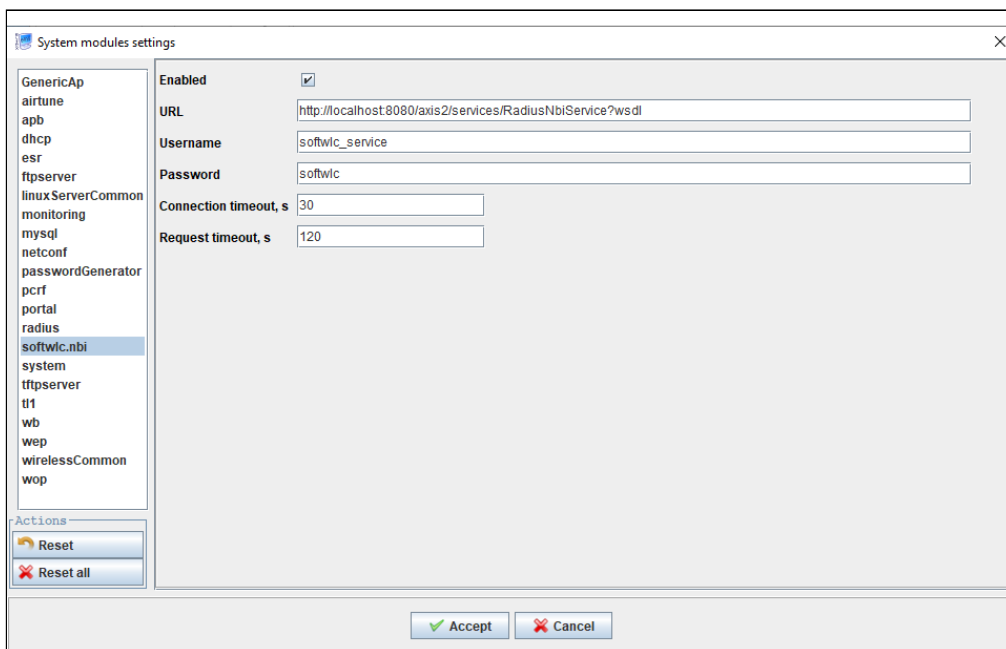 System modules settings
GenericAp
airtune
apb
dhcp
esr
ftpserver
linuxServerCommon
monitoring
mysql
netconf
passwordGenerator
pcrf
portal
radius
softwlc.nbi
system
tftpserver
tl1
wb
wep
wirelessCommon
wop
Actions
Reset
Reset all
Enabled
URL http://localhost:8080/axis2/services/RadiusNbiService?wsdl
Username softwlc_service
Password softwlc
Connection timeout, s 30
Request timeout, s 120
Accept Cancel